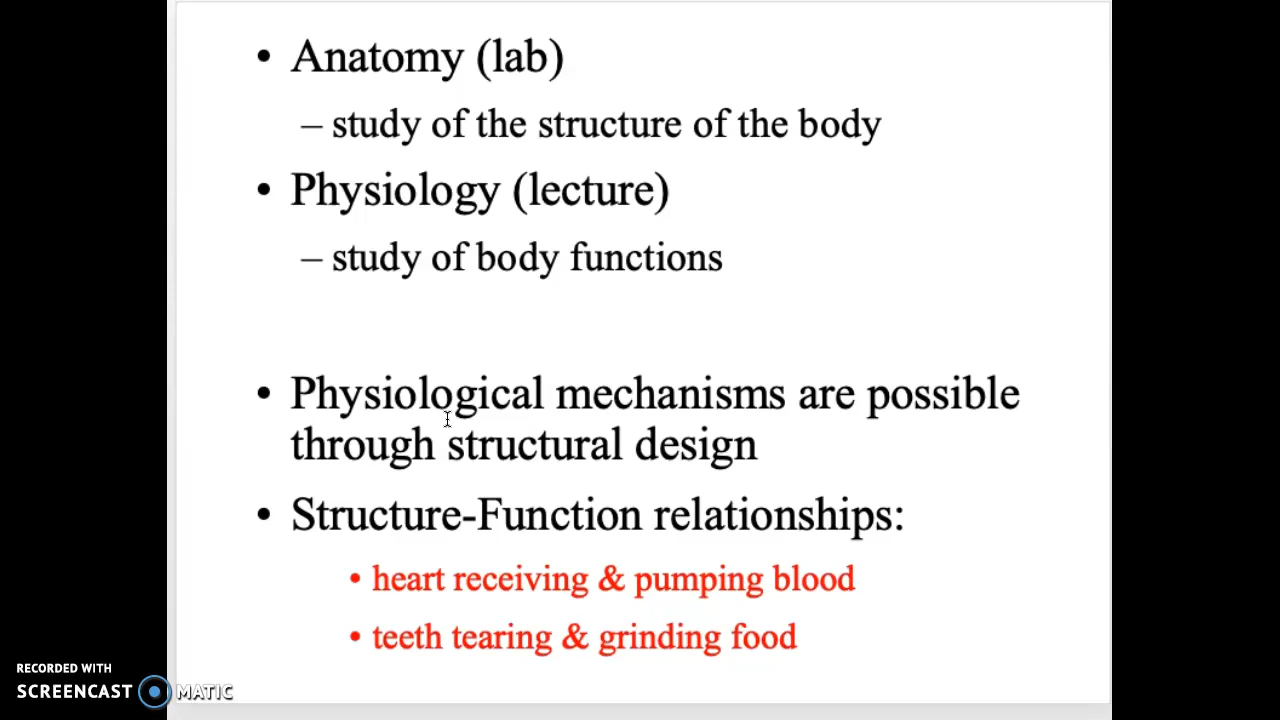 • Anatomy (lab)
– study of the structure of the body
• Physiology (lecture)
– study of body functions
• Physiological mechanisms are possible
through structural design
• Structure-Function relationships:
• heart receiving & pumping blood
• teeth tearing & grinding food
RECORDED WITH
SCREENCAST MATIC